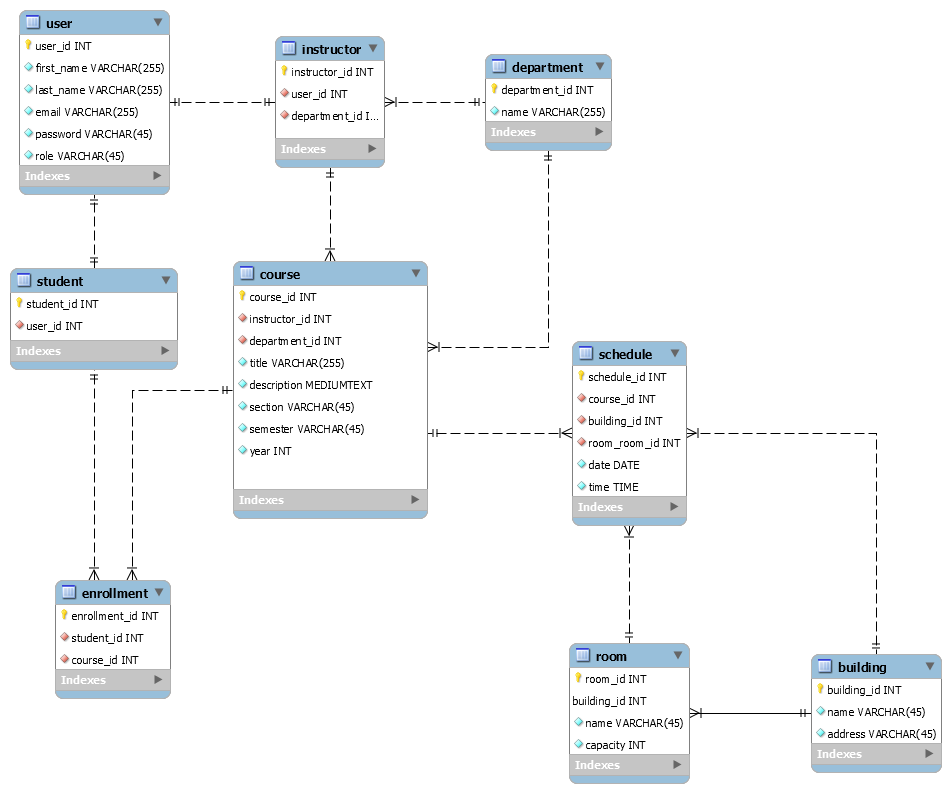 user
user_id INT
first_name VARCHAR(255)
last_name VARCHAR(255)
email VARCHAR(255)
password VARCHAR(45)
role VARCHAR(45)
Indexes
instructor
instructor_id INT
user_id INT
department_id I...
Indexes
department
department_id INT
name VARCHAR(255)
Indexes
student
student_id INT
user_id INT
Indexes
course
course_id INT
instructor_id INT
department_id INT
title VARCHAR(255)
description MEDIUMTEXT
section VARCHAR(45)
semester VARCHAR(45)
year INT
Indexes
schedule
schedule_id INT
course_id INT
building_id INT
room_room_id INT
date DATE
time TIME
Indexes
enrollment
enrollment_id INT
student_id INT
course_id INT
Indexes
room
room_id INT
building_id INT
name VARCHAR(45)
capacity INT
Indexes
building
building_id INT
name VARCHAR(45)
address VARCHAR(45)
Indexes